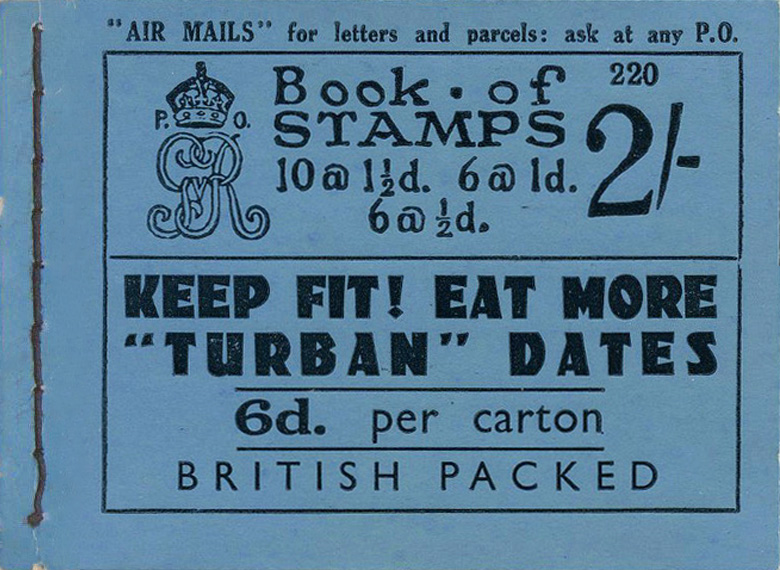 "AIR MAILS" for letters and parcels: ask at any P.O.
P. O.
GR
Book · of
STAMPS
220
2/-
10@1½d. 6@1d.
6@½d.
KEEP FIT! EAT MORE
"TURBAN" DATES
6d. per carton
BRITISH PACKED